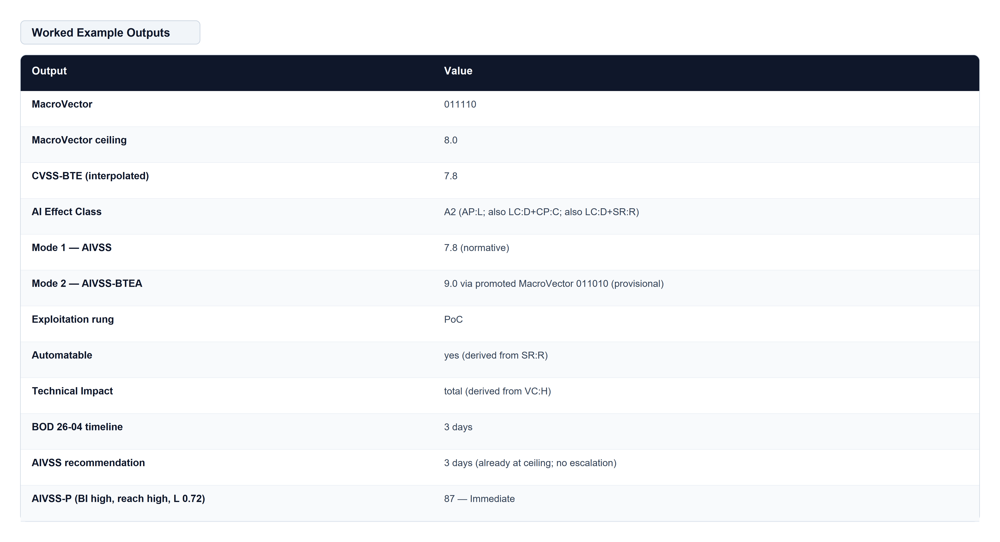 Worked Example Outputs
Output Value
MacroVector 011110
MacroVector ceiling 8.0
CVSS-BTE (interpolated) 7.8
AI Effect Class A2 (AP:L; also LC:D+CP:C; also LC:D+SR:R)
Mode 1 — AIVSS 7.8 (normative)
Mode 2 — AIVSS-BTEA 9.0 via promoted MacroVector 011010 (provisional)
Exploitation rung PoC
Automatable yes (derived from SR:R)
Technical Impact total (derived from VC:H)
BOD 26-04 timeline 3 days
AIVSS recommendation 3 days (already at ceiling; no escalation)
AIVSS-P (BI high, reach high, L 0.72) 87 — Immediate